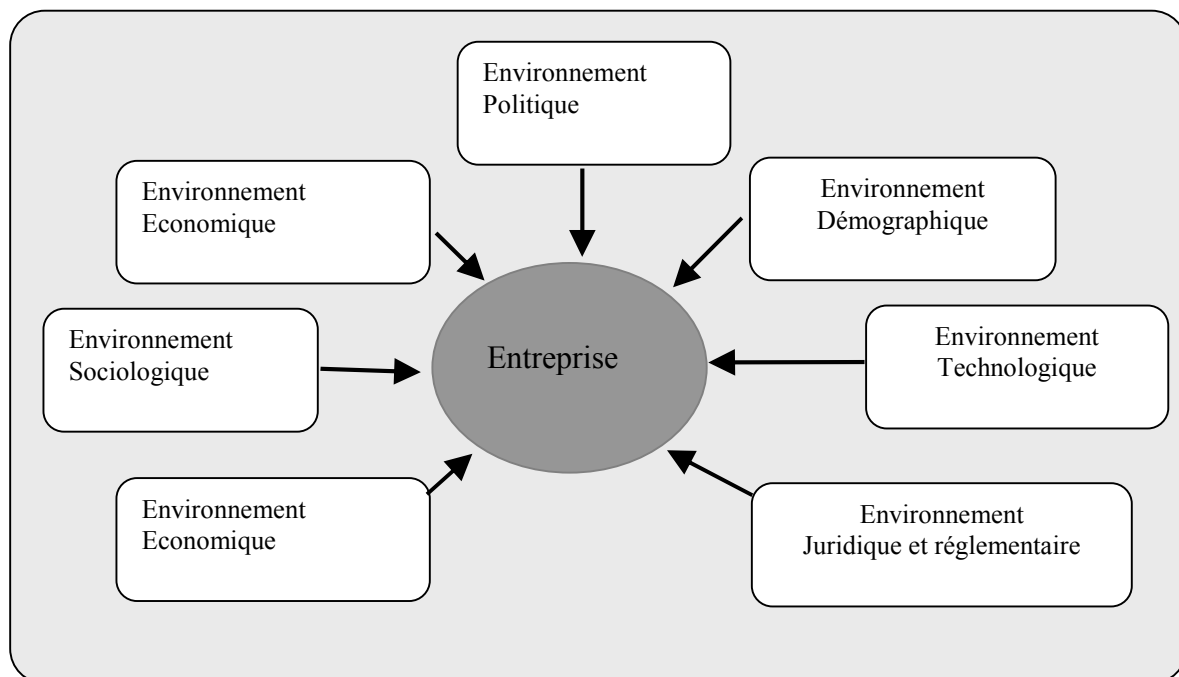 Environnement
Politique
Environnement
Economique
Environnement
Démographique
Environnement
Sociologique
Entreprise
Environnement
Technologique
Environnement
Economique
Environnement
Juridique et réglementaire